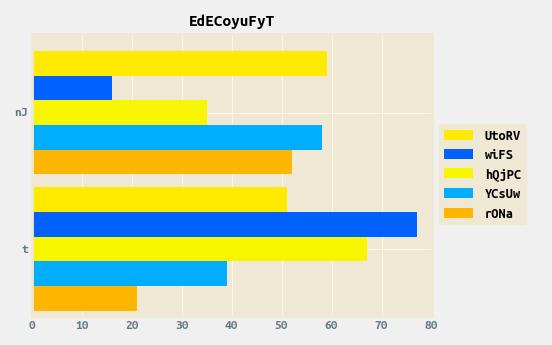 EdECoyuFyT
nJ
t
0 10 20 30 40 50 60 70 80
UtoRV
wiFS
hQjPC
YCsUw
rONa